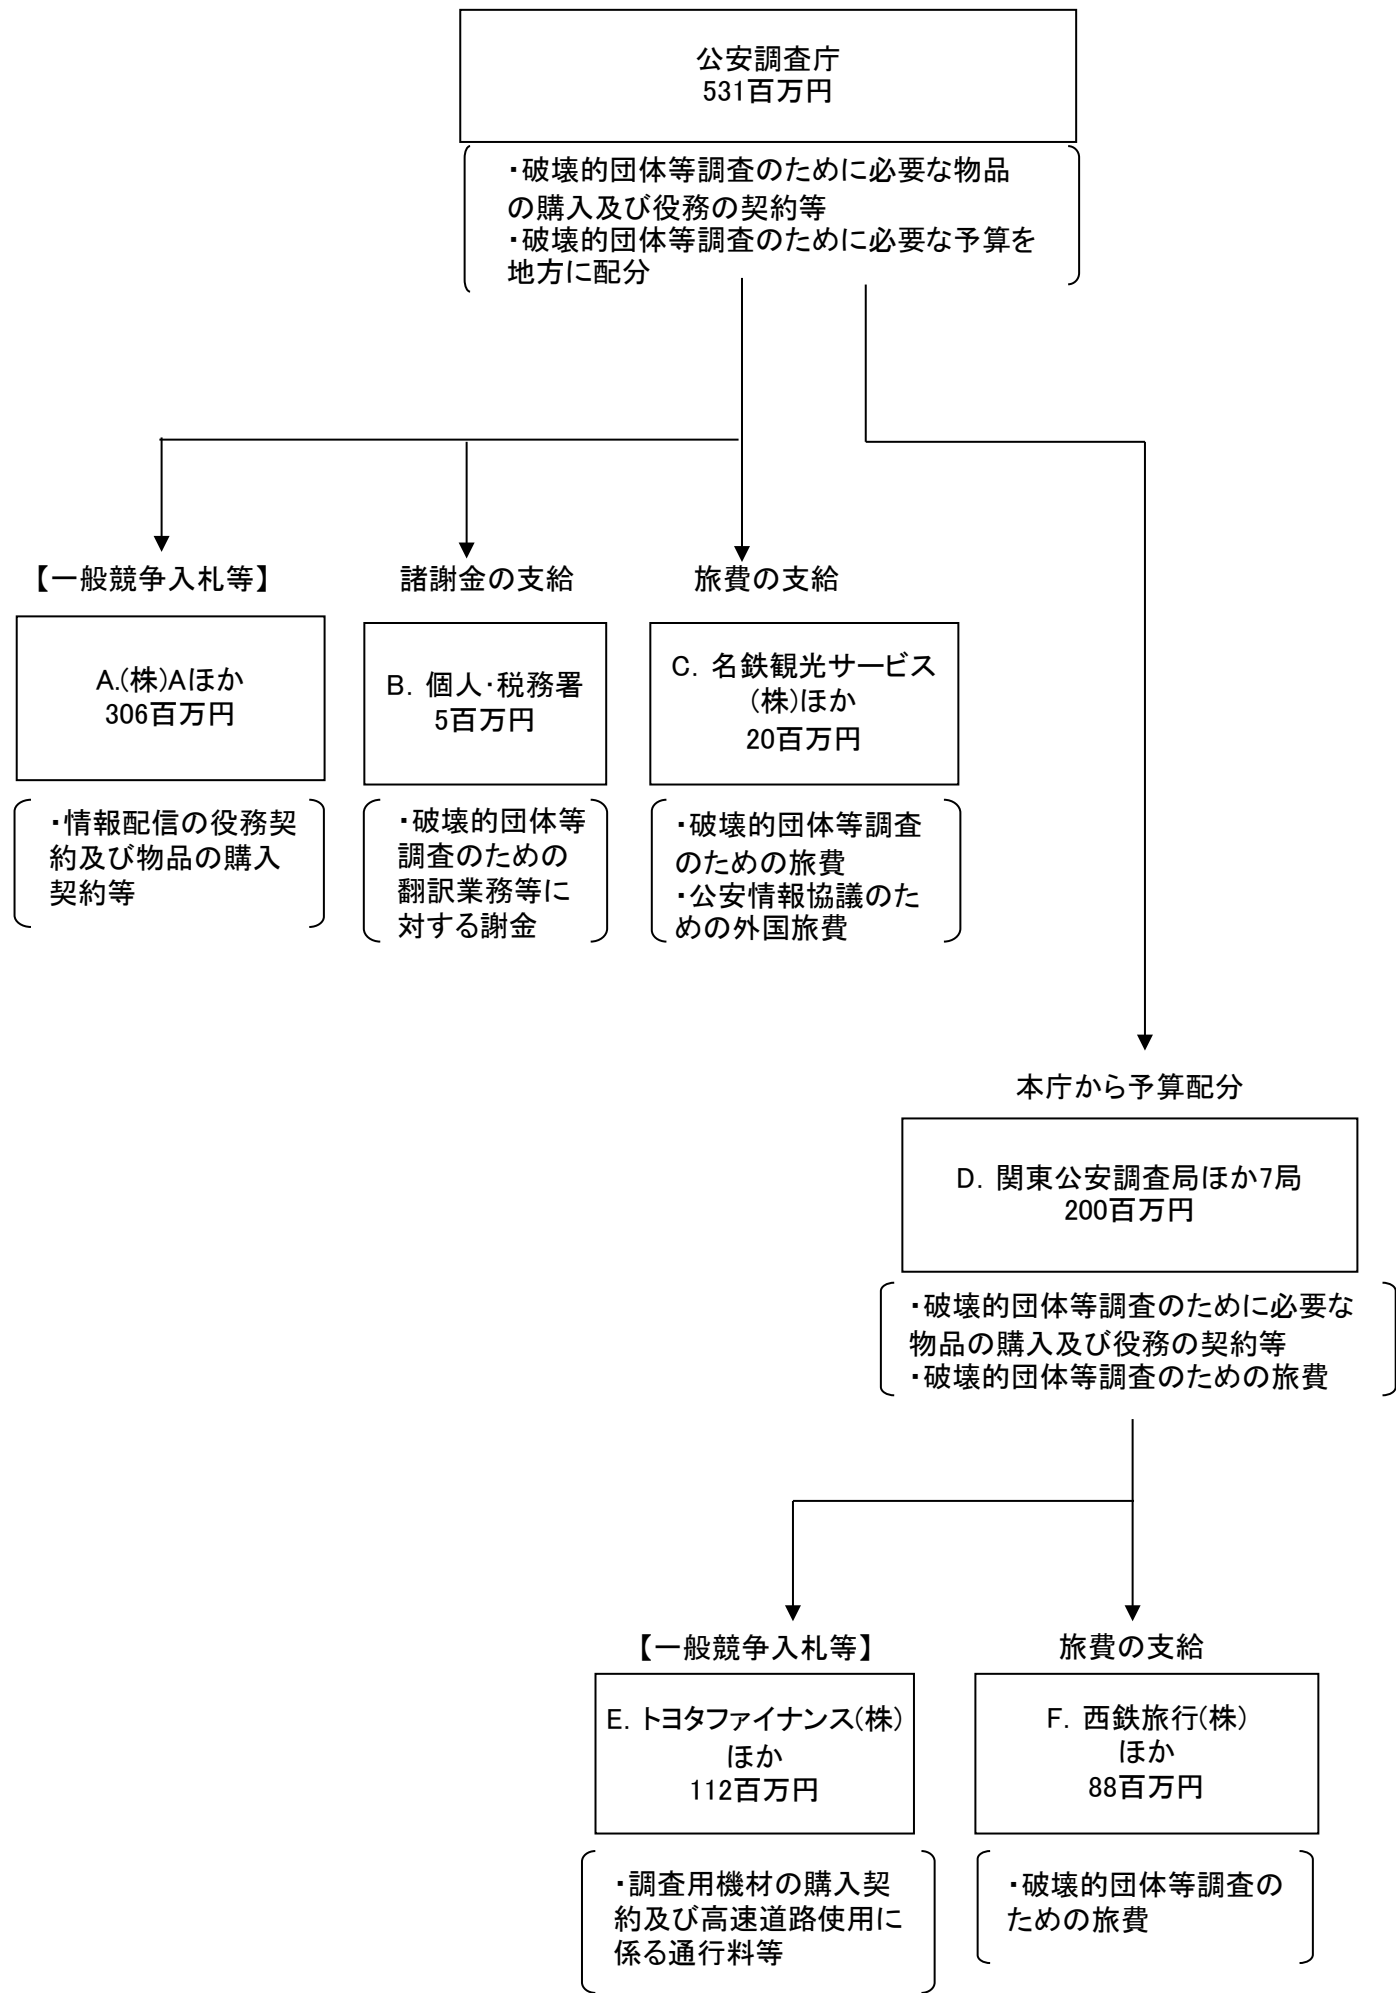 公安調査庁
531百万円
・破壊的団体等調査のために必要な物品
の購入及び役務の契約等
・破壊的団体等調査のために必要な予算を
地方に配分
【一般競争入札等】
諸謝金の支給
旅費の支給
A.(株)Aほか
306百万円
B. 個人・税務署
5百万円
C. 名鉄観光サービス
(株)ほか
20百万円
・情報配信の役務契
約及び物品の購入
契約等
・破壊的団体等
調査のための
翻訳業務等に
対する謝金
・破壊的団体等調査
のための旅費
・公安情報協議のた
めの外国旅費
本庁から予算配分
D. 関東公安調査局ほか7局
200百万円
・破壊的団体等調査のために必要な
物品の購入及び役務の契約等
・破壊的団体等調査のための旅費
【一般競争入札等】
旅費の支給
E. トヨタファイナンス(株)
ほか
112百万円
F. 西鉄旅行(株)
ほか
88百万円
・調査用機材の購入契
約及び高速道路使用に
係る通行料等
・破壊的団体等調査の
ための旅費